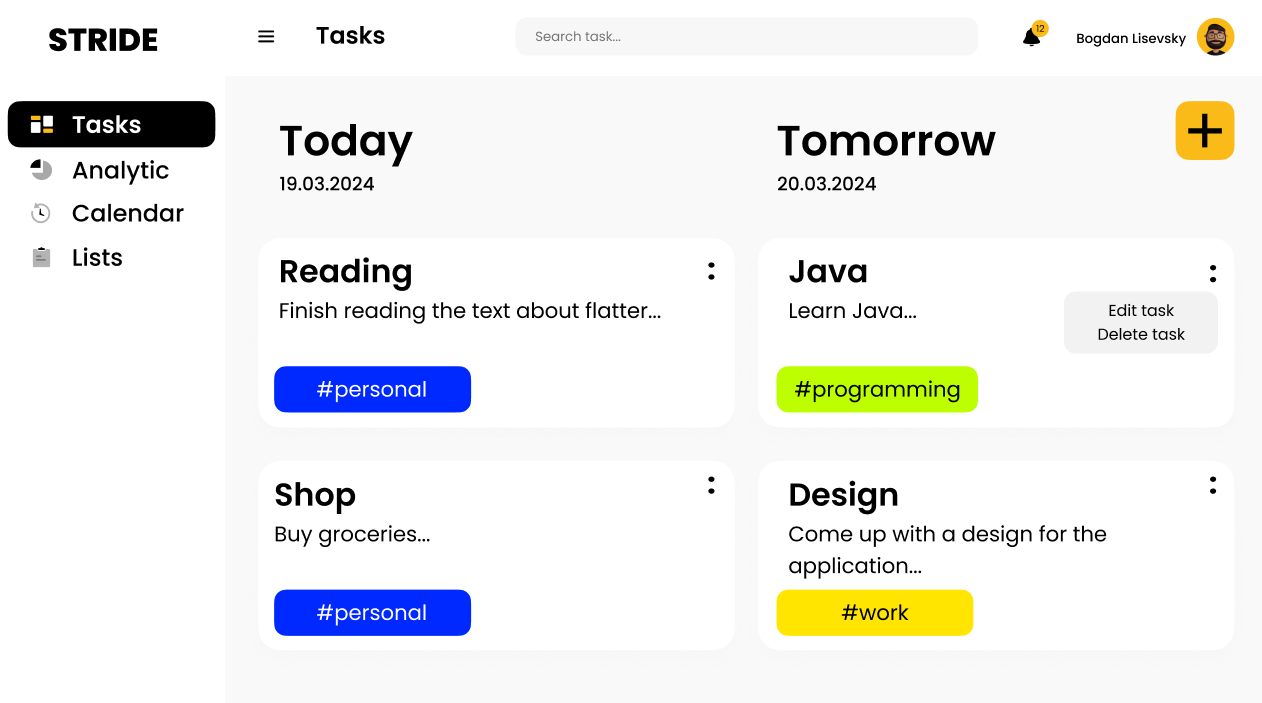 STRIDE
Tasks
Search task...
12
Bogdan Lisevsky
Tasks
Analytic
Calendar
Lists
Today
19.03.2024
Tomorrow
20.03.2024
Reading
Finish reading the text about flatter...
#personal
Java
Learn Java...
Edit task
Delete task
#programming
Shop
Buy groceries...
#personal
Design
Come up with a design for the
application...
#work